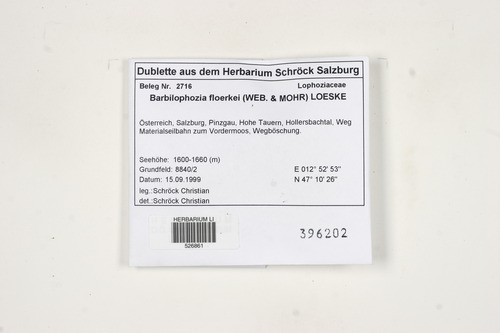 Dublette aus dem Herbarium Schröck Salzburg
Beleg Nr. 2716 Lophoziaceae
Barbilophozia floerkei (WEB. & MOHR) LOESKE
Österreich, Salzburg, Pinzgau, Hohe Tauern, Hollersbachtal, Weg
Materialseilbahn zum Vordermoos, Wegböschung.
Seehöhe: 1600-1660 (m)
Grundfeld: 8840/2 E 012° 52' 53"
Datum: 15.09.1999 N 47° 10' 26"
leg.:Schröck Christian
det.:Schröck Christian
HERBARIUM LI
526861
396202